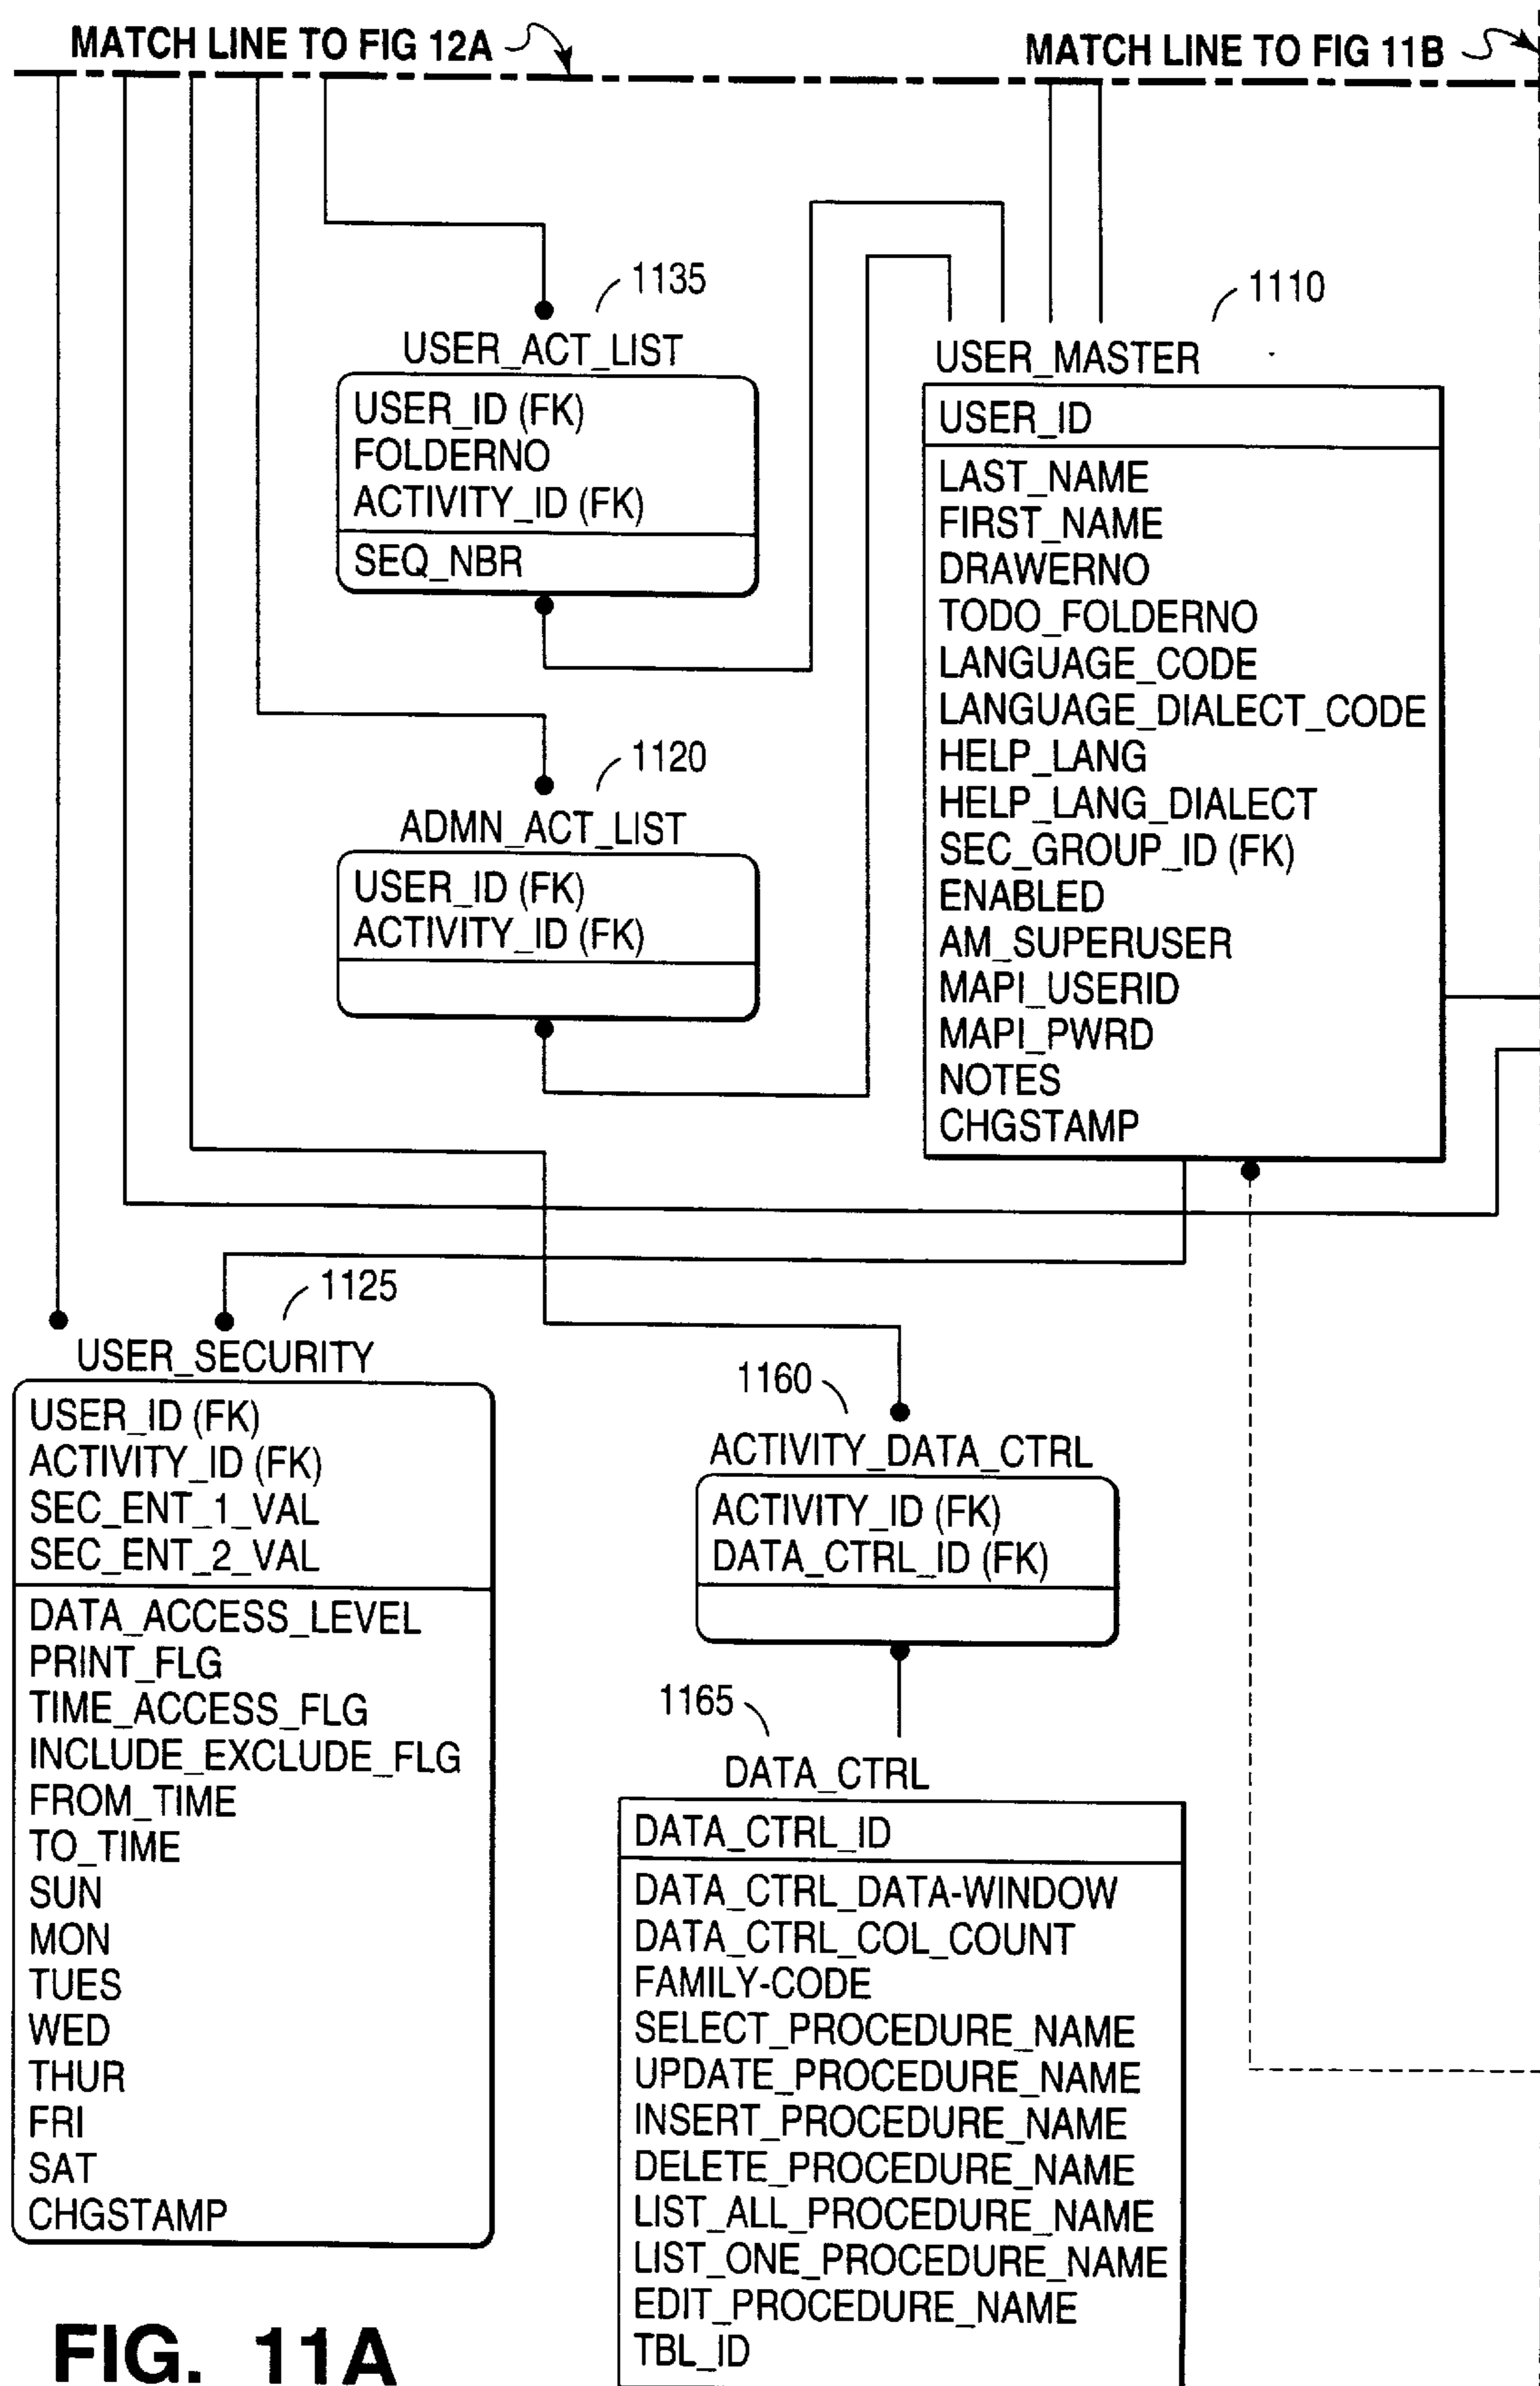 MATCH LINE TO FIG 12A
MATCH LINE TO FIG 11B
1135
USER_ACT_LIST
USER_ID (FK)
FOLDERNO
ACTIVITY_ID (FK)
SEQ_NBR
1120
ADMN_ACT_LIST
USER_ID (FK)
ACTIVITY_ID (FK)
1110
USER_MASTER
USER_ID
LAST_NAME
FIRST_NAME
DRAWERNO
TODO_FOLDERNO
LANGUAGE_CODE
LANGUAGE_DIALECT_CODE
HELP_LANG
HELP_LANG_DIALECT
SEC_GROUP_ID (FK)
ENABLED
AM_SUPERUSER
MAPI_USERID
MAPI_PWRD
NOTES
CHGSTAMP
1125
USER_SECURITY
USER_ID (FK)
ACTIVITY_ID (FK)
SEC_ENT_1_VAL
SEC_ENT_2_VAL
DATA_ACCESS_LEVEL
PRINT_FLG
TIME_ACCESS_FLG
INCLUDE_EXCLUDE_FLG
FROM_TIME
TO_TIME
SUN
MON
TUES
WED
THUR
FRI
SAT
CHGSTAMP
1160
ACTIVITY_DATA_CTRL
ACTIVITY_ID (FK)
DATA_CTRL_ID (FK)
1165
DATA_CTRL
DATA_CTRL_ID
DATA_CTRL_DATA-WINDOW
DATA_CTRL_COL_COUNT
FAMILY-CODE
SELECT_PROCEDURE_NAME
UPDATE_PROCEDURE_NAME
INSERT_PROCEDURE_NAME
DELETE_PROCEDURE_NAME
LIST_ALL_PROCEDURE_NAME
LIST_ONE_PROCEDURE_NAME
EDIT_PROCEDURE_NAME
TBL_ID
FIG. 11A